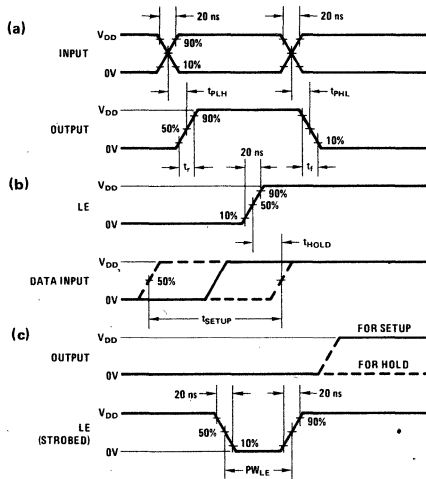 (a)
20 ns
20 ns
VDD
90%
INPUT
10%
0V
tPLH
tPHL
VDD
90%
OUTPUT
50%
10%
0V
tr
20 ns
tf
(b)
VDD
90%
LE
50%
10%
0V
tHOLD
VDD
DATA INPUT
50%
0V
tSETUP
(c)
VDD
FOR SETUP
OUTPUT
FOR HOLD
0V
20 ns
20 ns
VDD
90%
LE
(STROBED)
50%
10%
0V
PWLE